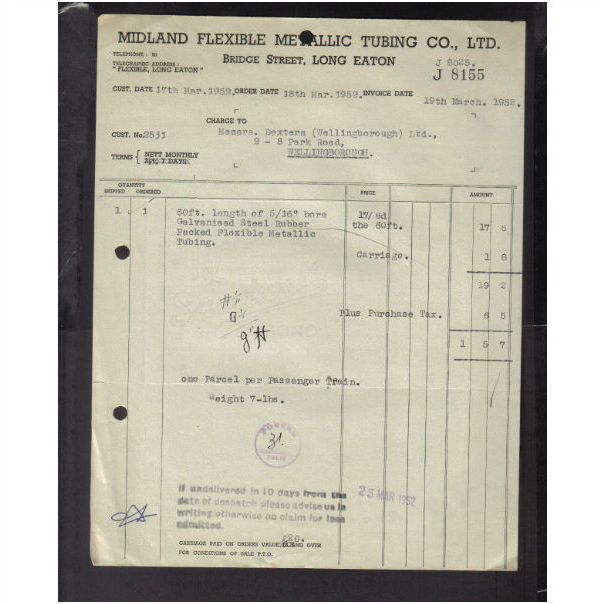 MIDLAND FLEXIBLE METALLIC TUBING CO., LTD.
TELEPHONE: 80
BRIDGE STREET, LONG EATON
TELEGRAPHIC ADDRESS:
"FLEXIBLE, LONG EATON"
J 8025.
J 8155
CUST. DATE 17th Mar. 1952. ORDER DATE 18th Mar. 1952. INVOICE DATE
19th March. 1952.
CHARGE TO
CUST. No. 2531
Messrs. Dexters (Wellingborough) Ltd.,
9 - 8 Park Road,
WELLINGBOROUGH.
TERMS NETT MONTHLY
QUANTITY
SHIPPED ORDERED
PRICE
AMOUNT
1 1 60ft. length of 5/16" bore 17/6d
Galvanised Steel Rubber the 60ft. 17 6
Packed Flexible Metallic
Tubing.
Carriage. 1 8
19 2
Plus Purchase Tax. 6 5
1 5 7
one Parcel per Passenger Train.
Weight 7-lbs.
31.
If undelivered in 10 days from the
date of despatch please advise us in
writing otherwise no claim for loss
admitted.
25 MAR 1952
£20.
CARRIAGE PAID ON ORDERS VALUE AND OVER
FOR CONDITIONS OF SALE P.T.O.